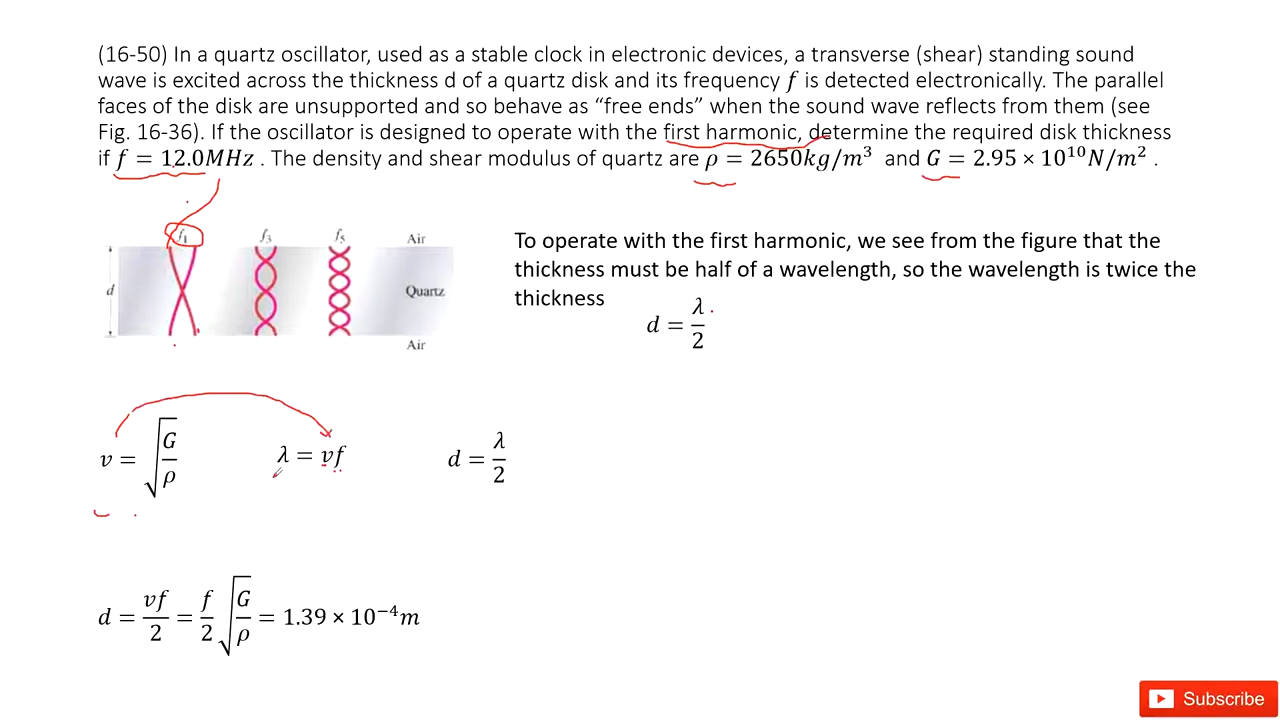 (16-50) In a quartz oscillator, used as a stable clock in electronic devices, a transverse (shear) standing sound
wave is excited across the thickness d of a quartz disk and its frequency f is detected electronically. The parallel
faces of the disk are unsupported and so behave as “free ends” when the sound wave reflects from them (see
Fig. 16-36). If the oscillator is designed to operate with the first harmonic, determine the required disk thickness
if f = 12.0MHz . The density and shear modulus of quartz are ρ = 2650kg/m³ and G = 2.95 × 10¹⁰N/m² .
f₁ f₃ f₅ Air
d Quartz
Air
To operate with the first harmonic, we see from the figure that the
thickness must be half of a wavelength, so the wavelength is twice the
thickness
d = λ/2
v = √(G/ρ) λ = vf d = λ/2
d = vf/2 = f/2 √(G/ρ) = 1.39 × 10⁻⁴m
Subscribe